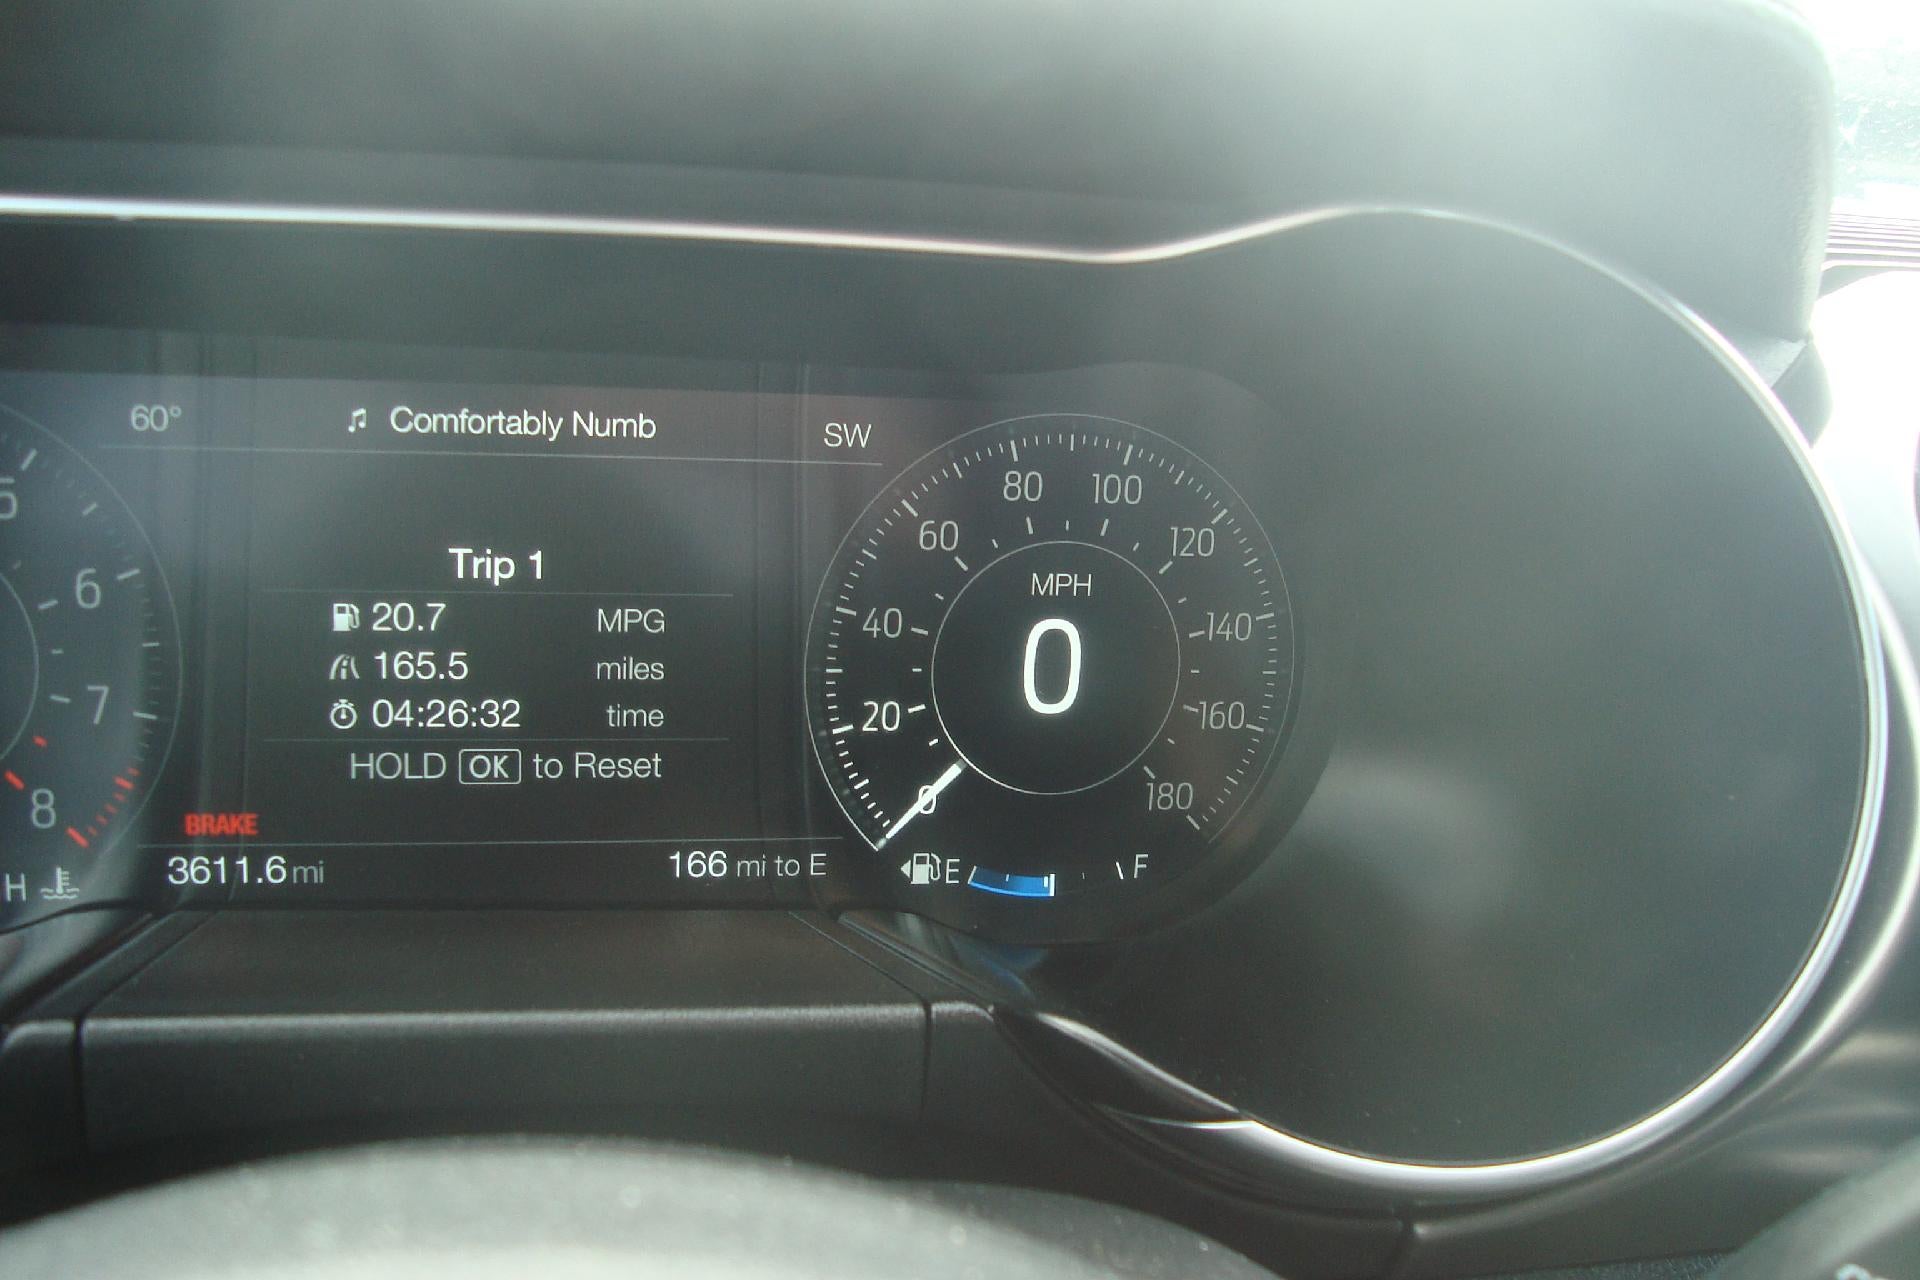 60°
Comfortably Numb
SW
5
6
7
8
H
Trip 1
20.7 MPG
165.5 miles
04:26:32 time
HOLD OK to Reset
BRAKE
3611.6 mi
166 mi to E
0
20
40
60
80
100
120
140
160
180
MPH
0
E
F